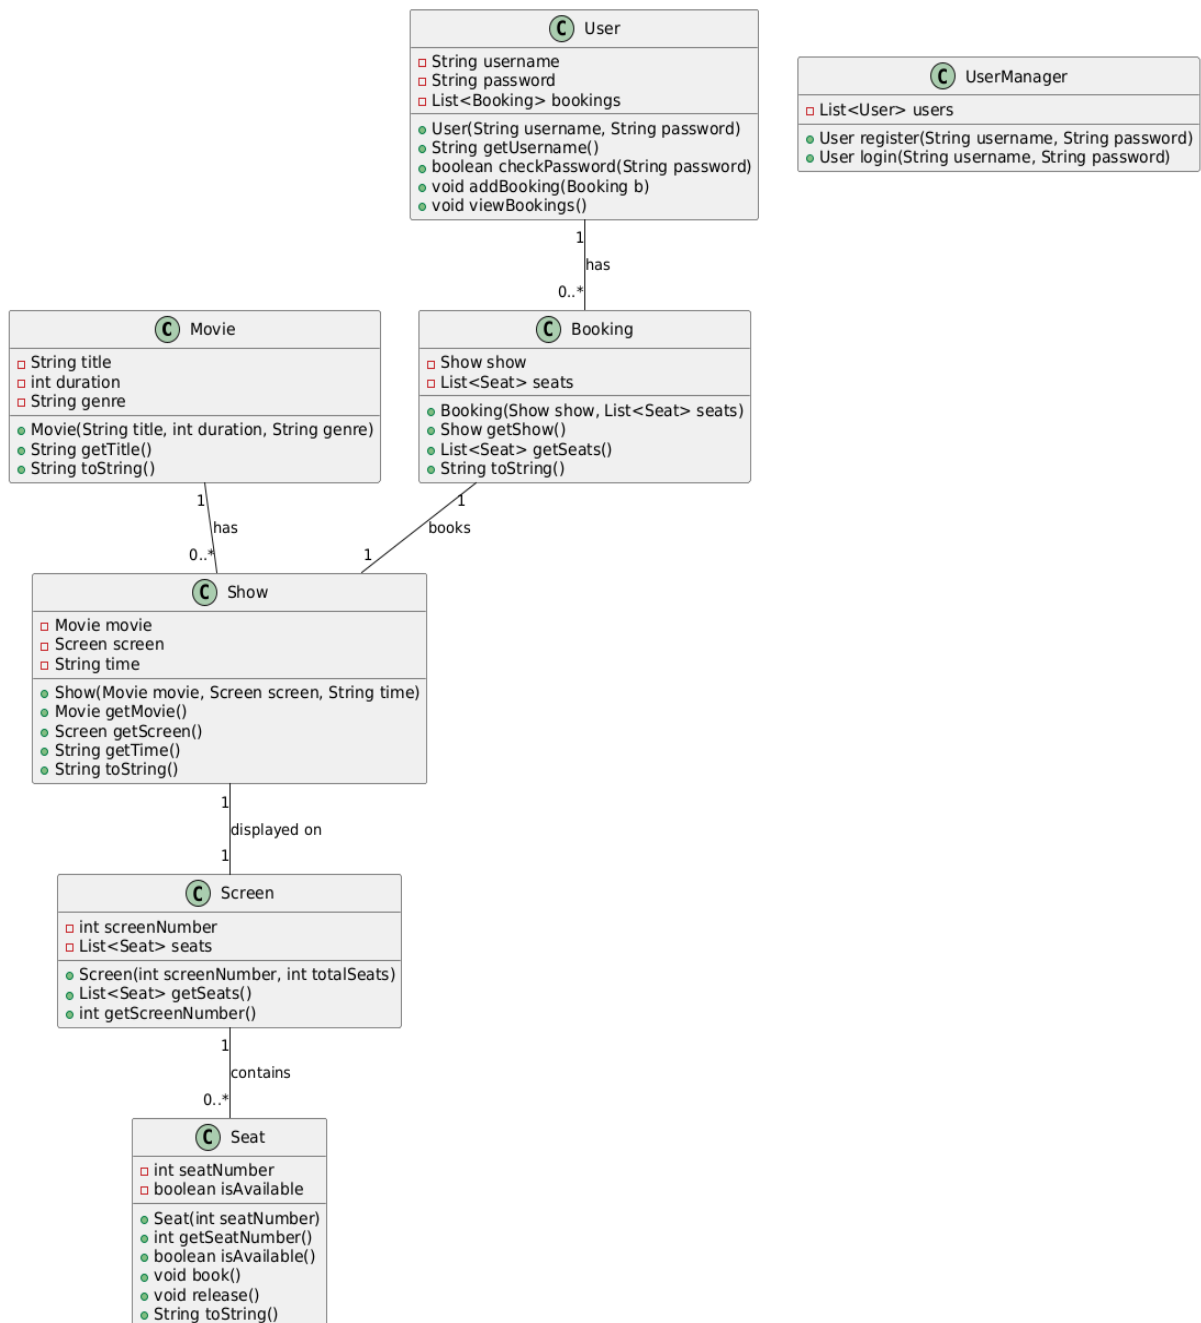 C User
String username
String password
List<Booking> bookings
User(String username, String password)
String getUsername()
boolean checkPassword(String password)
void addBooking(Booking b)
void viewBookings()
C UserManager
List<User> users
User register(String username, String password)
User login(String username, String password)
1
has
0..*
C Movie
String title
int duration
String genre
Movie(String title, int duration, String genre)
String getTitle()
String toString()
C Booking
Show show
List<Seat> seats
Booking(Show show, List<Seat> seats)
Show getShow()
List<Seat> getSeats()
String toString()
1
has
0..*
1
books
1
C Show
Movie movie
Screen screen
String time
Show(Movie movie, Screen screen, String time)
Movie getMovie()
Screen getScreen()
String getTime()
String toString()
1
displayed on
1
C Screen
int screenNumber
List<Seat> seats
Screen(int screenNumber, int totalSeats)
List<Seat> getSeats()
int getScreenNumber()
1
contains
0..*
C Seat
int seatNumber
boolean isAvailable
Seat(int seatNumber)
int getSeatNumber()
boolean isAvailable()
void book()
void release()
String toString()